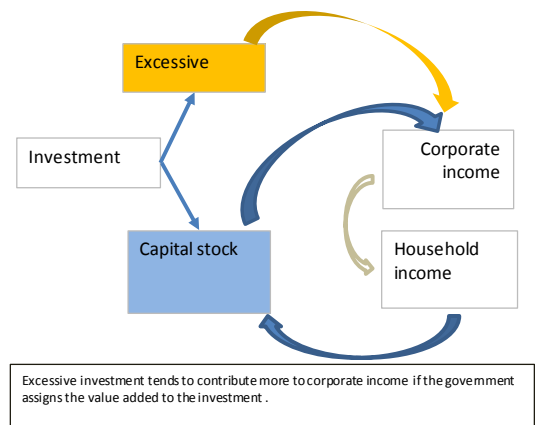 Excessive
Investment
Corporate
income
Capital stock
Household
income
Excessive investment tends to contribute more to corporate income if the government
assigns the value added to the investment .